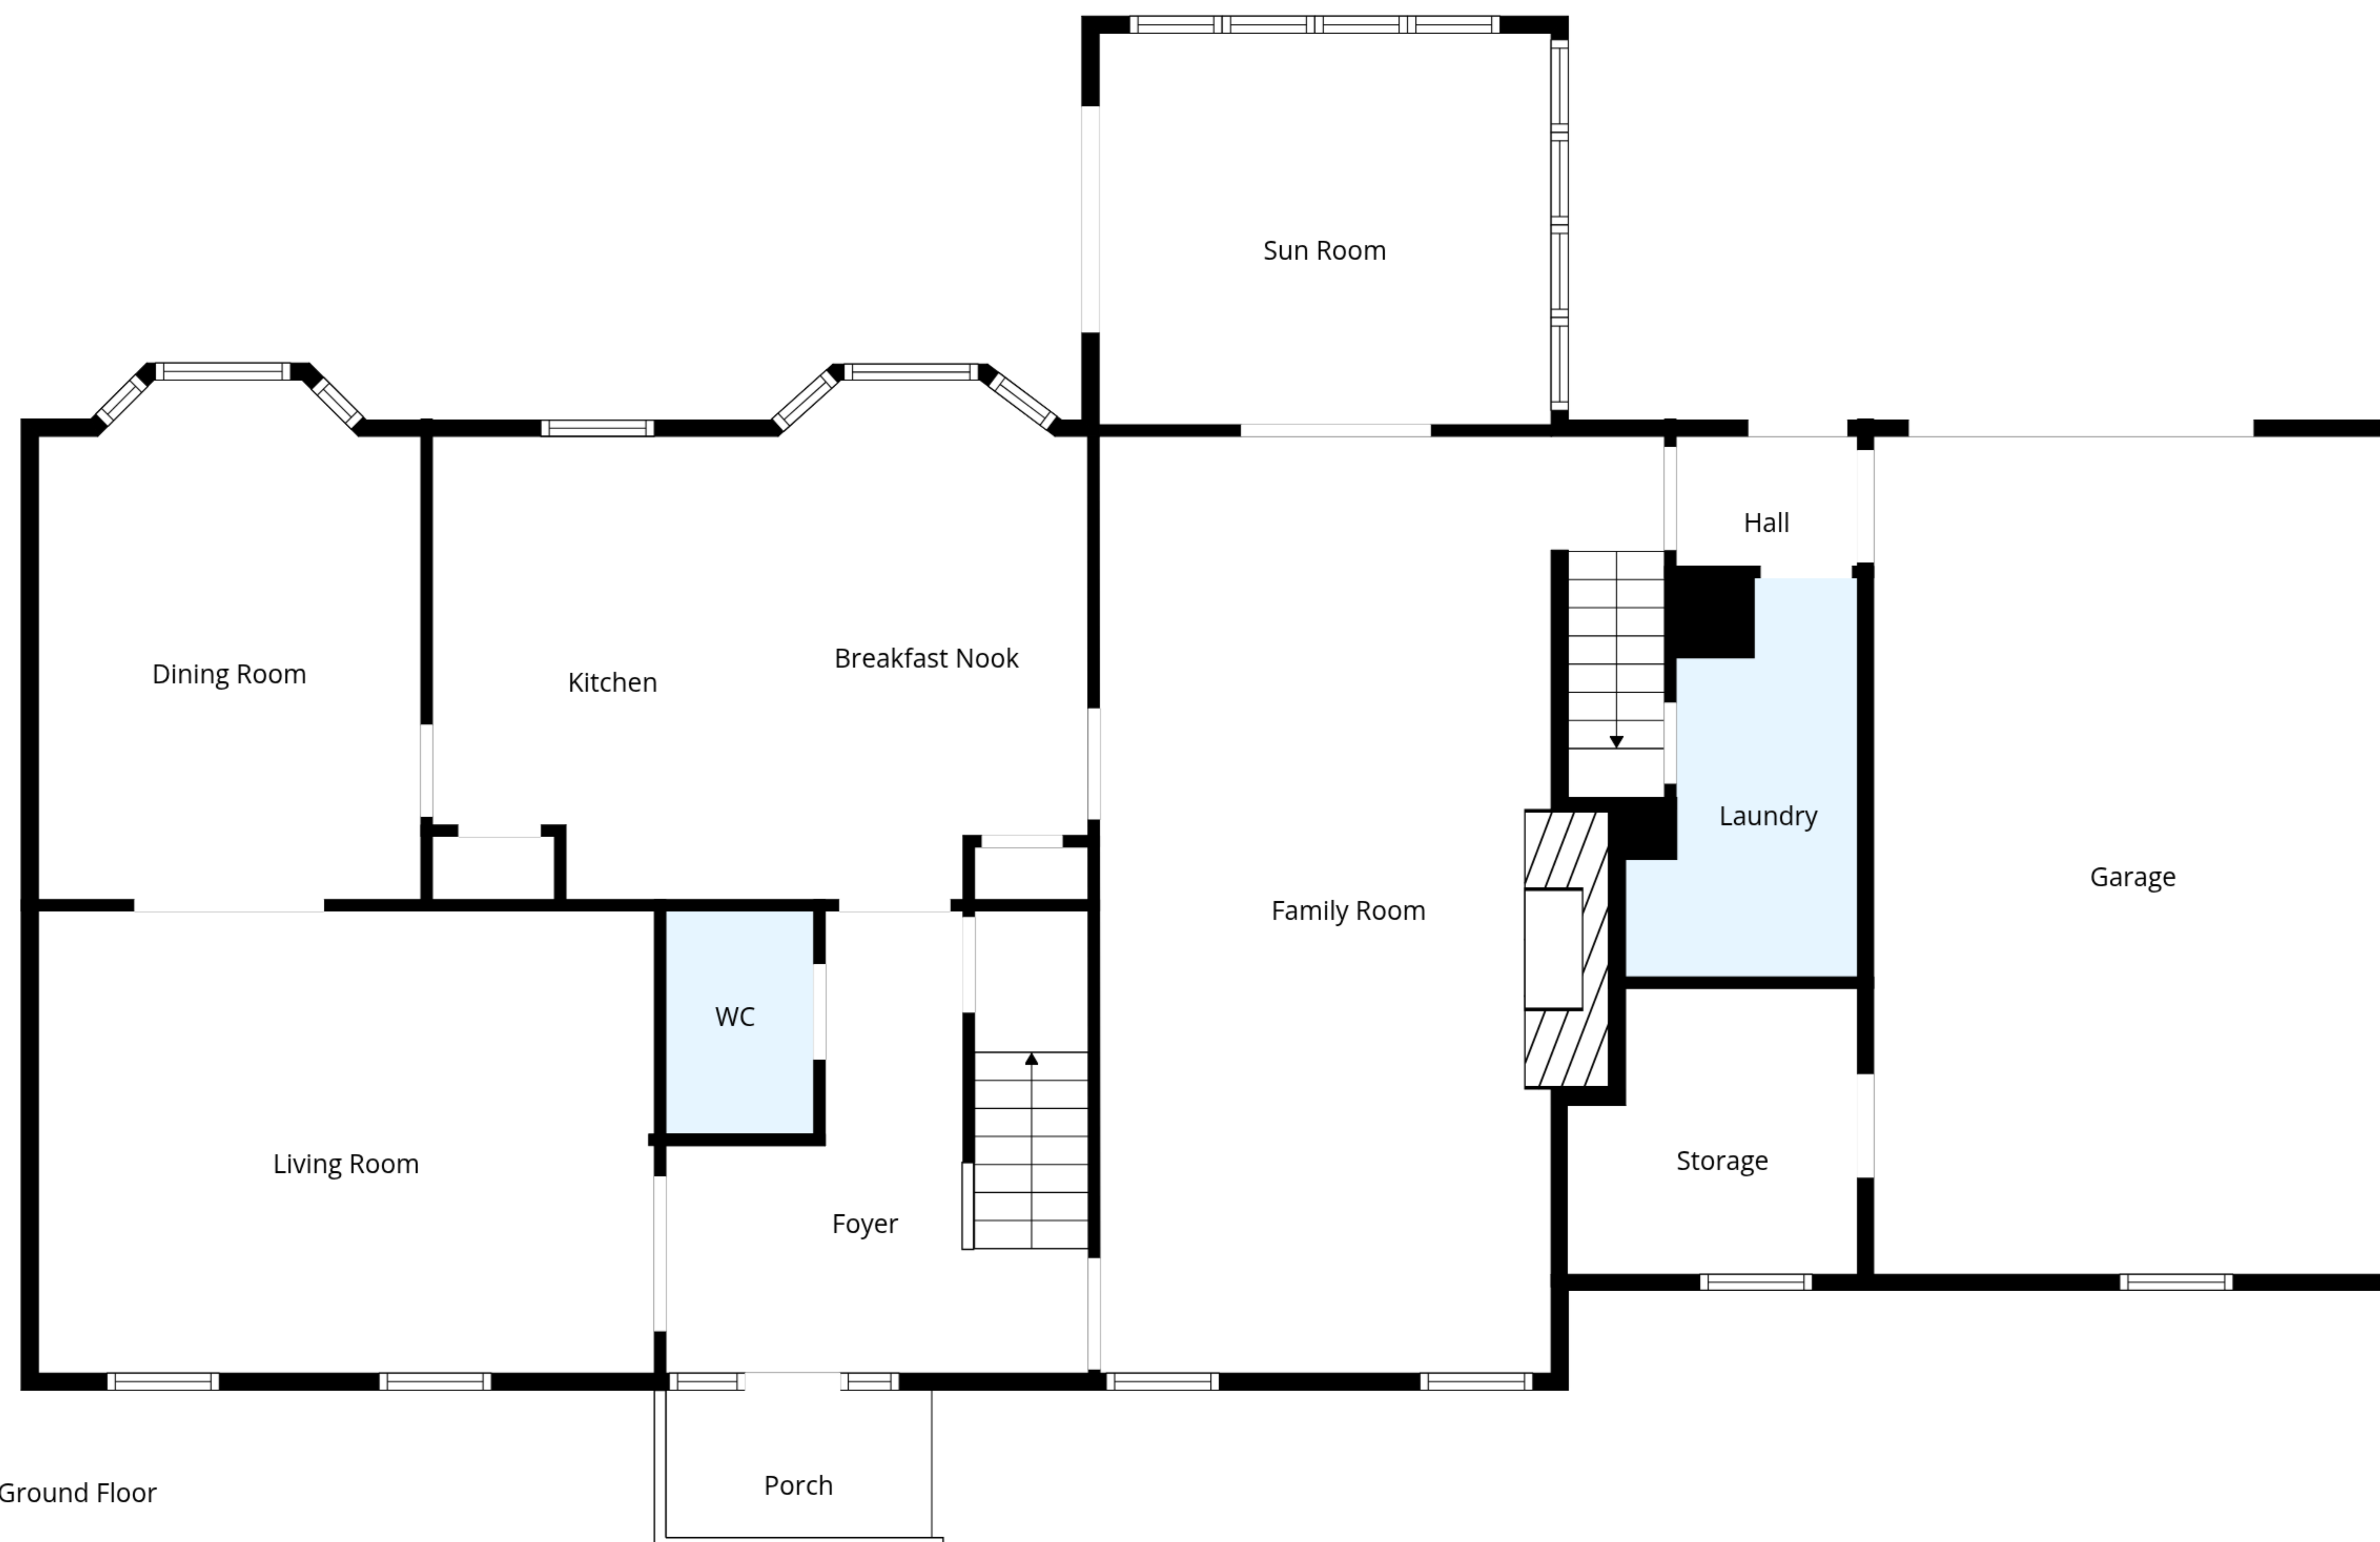 Sun Room
Hall
Dining Room
Kitchen
Breakfast Nook
Laundry
Garage
Family Room
WC
Living Room
Storage
Foyer
Porch
Ground Floor